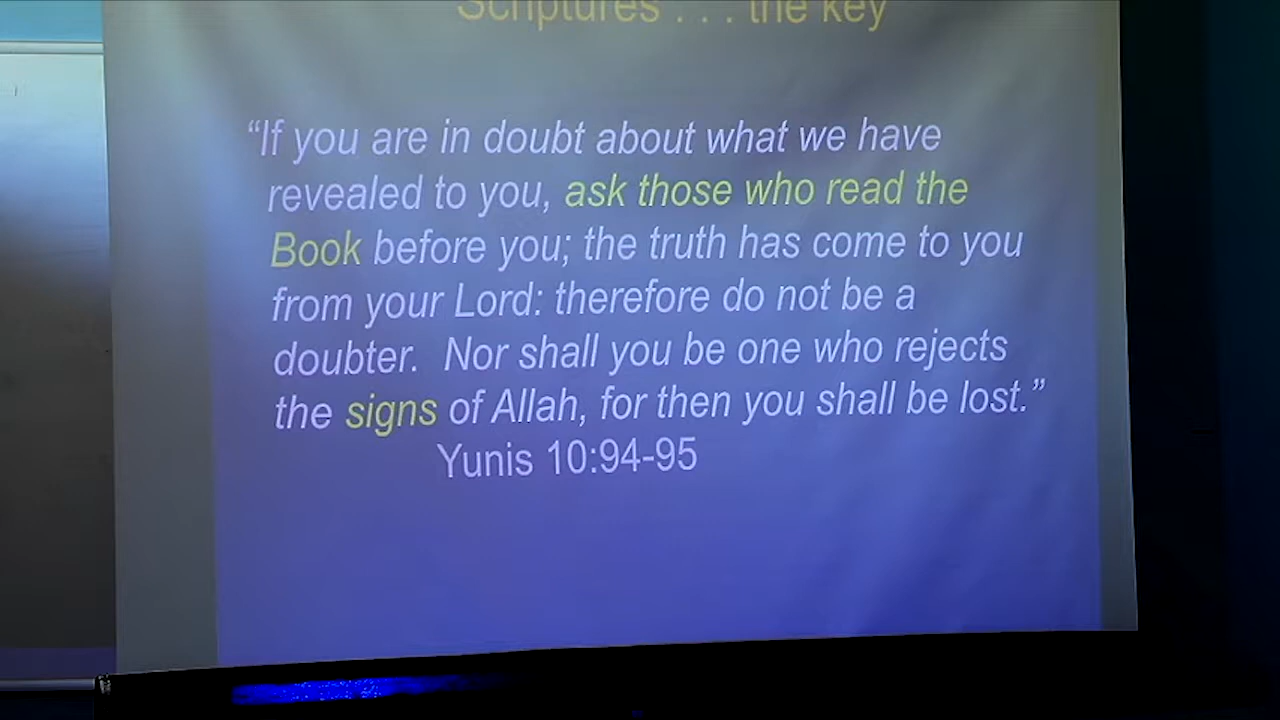 Scriptures . . . the key
“If you are in doubt about what we have
revealed to you, ask those who read the
Book before you; the truth has come to you
from your Lord: therefore do not be a
doubter. Nor shall you be one who rejects
the signs of Allah, for then you shall be lost.”
Yunis 10:94-95